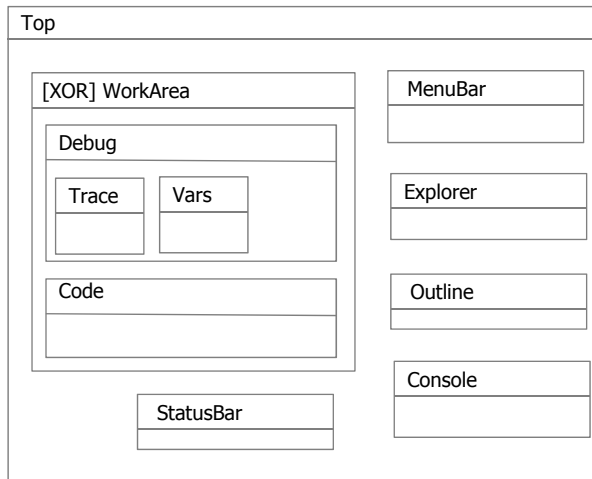 Top
[XOR] WorkArea
MenuBar
Debug
Trace
Vars
Explorer
Code
Outline
Console
StatusBar